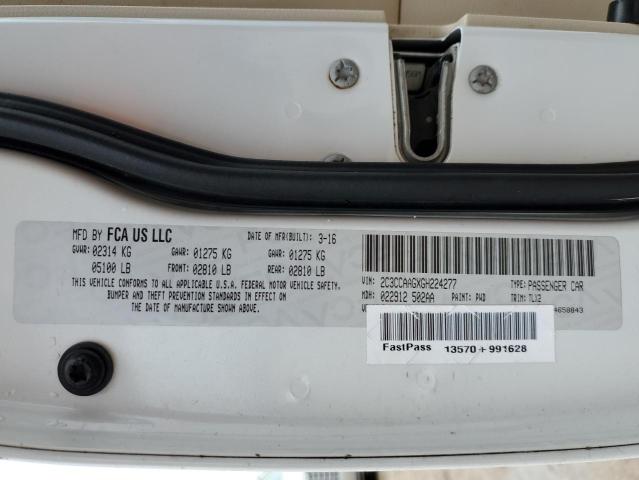 MFD BY FCA US LLC DATE OF MFR(BUILT): 3-16
GVWR: 02314 KG GAWR: 01275 KG GAWR: 01275 KG
05100 LB FRONT: 02810 LB REAR: 02810 LB
THIS VEHICLE CONFORMS TO ALL APPLICABLE U.S.A. FEDERAL MOTOR VEHICLE SAFETY,
BUMPER AND THEFT PREVENTION STANDARDS IN EFFECT ON
THE DATE OF MANUFACTURE SHOWN ABOVE.
VIN: 2C3CCAAGXGH224277 TYPE: PASSENGER CAR
MDH: 022912 502AA PAINT: PWD TRIM: TLX2
FastPass 13570 + 991628